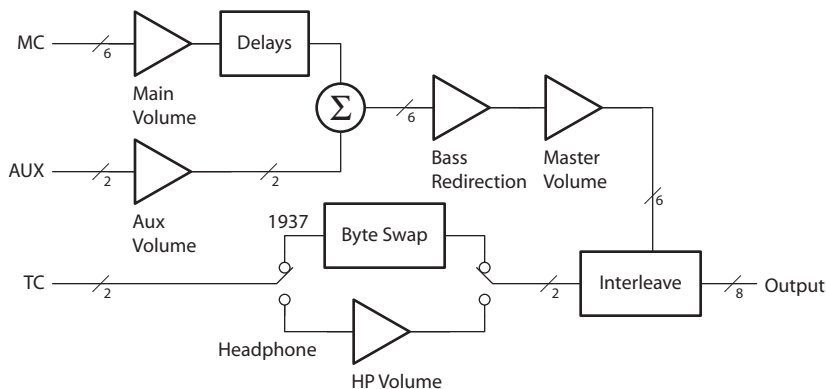 MC
6
Main
Volume
Delays
Σ
6
Bass
Redirection
Master
Volume
6
AUX
2
Aux
Volume
2
1937
Byte Swap
TC
2
Headphone
HP Volume
2
Interleave
8
Output